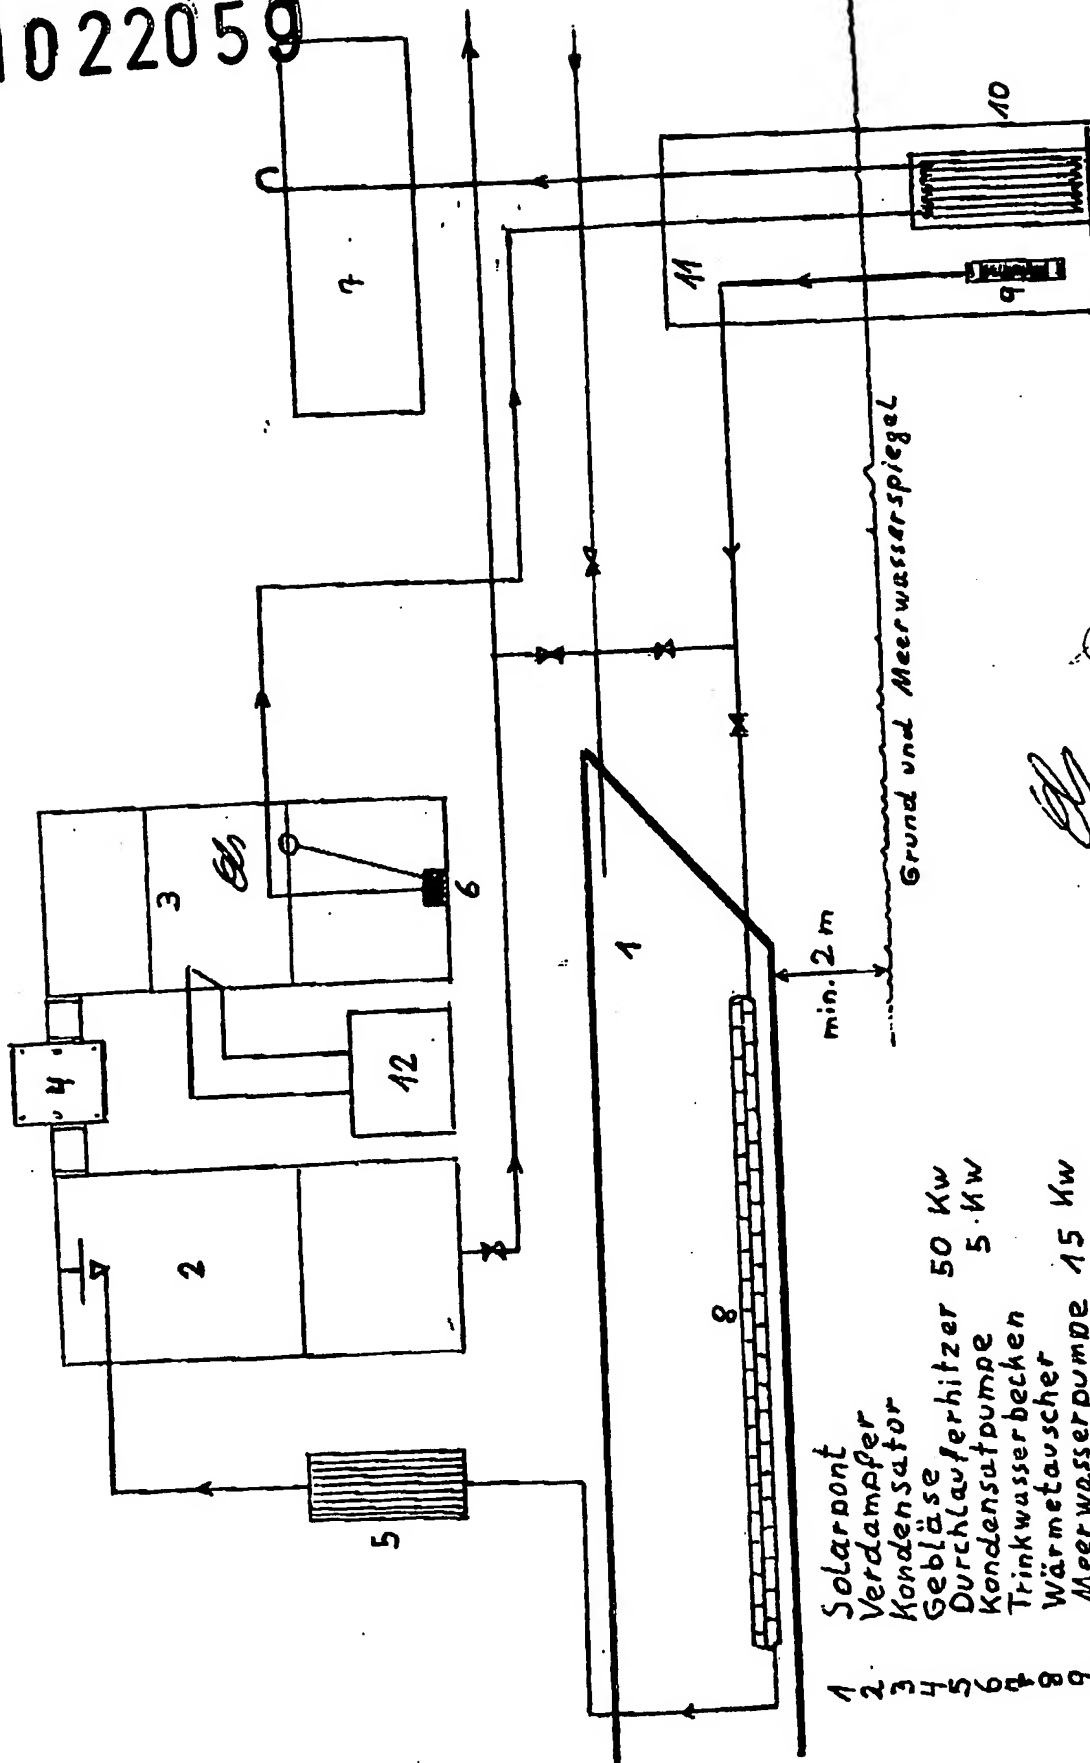 1022059
7
10
11
9
Grund und Meerwasserspiegel
3
6
4
12
2
5
1
min. 2 m
8
1 Solarpont
2 Verdampfer
3 Kondensator
4 Gebläse
5 Durchlauferhitzer 50 Kw
6 Kondensatpumpe 5 Kw
7 Trinkwasserbecken
8 Wärmetauscher
9 Meerwasserpumpe 15 Kw